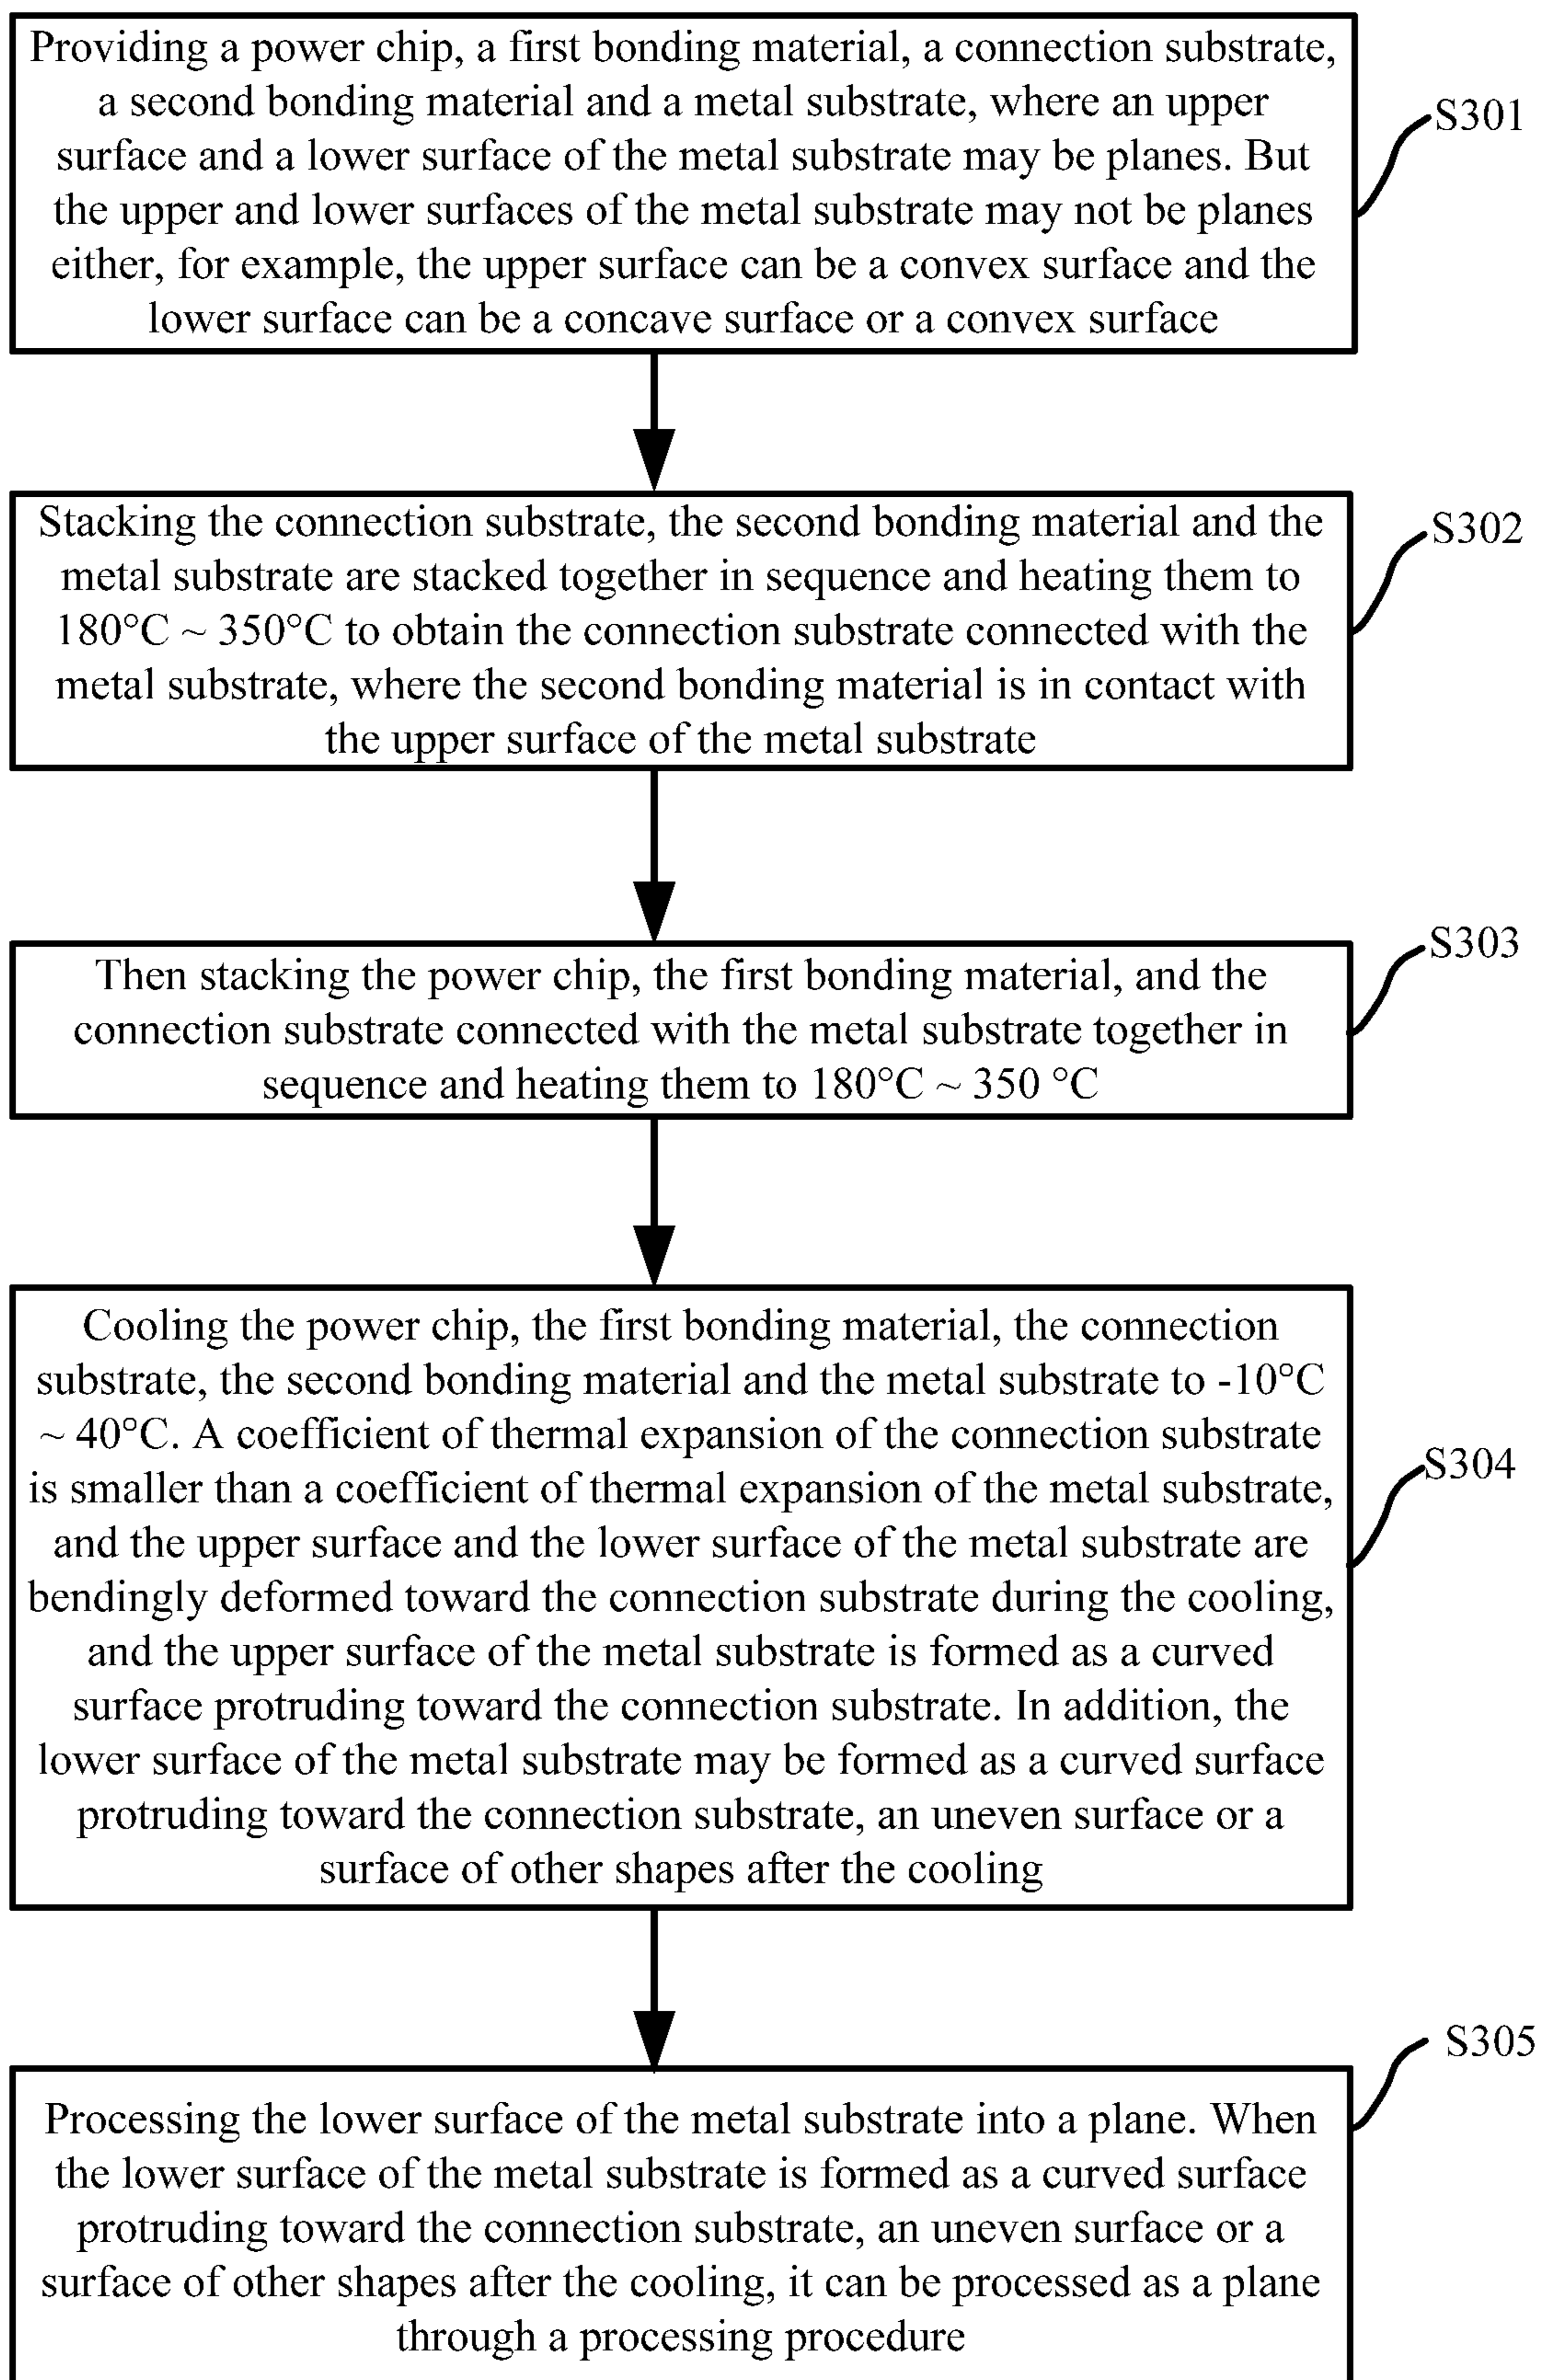 Providing a power chip, a first bonding material, a connection substrate,
a second bonding material and a metal substrate, where an upper
surface and a lower surface of the metal substrate may be planes. But
the upper and lower surfaces of the metal substrate may not be planes
either, for example, the upper surface can be a convex surface and the
lower surface can be a concave surface or a convex surface
S301
Stacking the connection substrate, the second bonding material and the
metal substrate are stacked together in sequence and heating them to
180°C ~ 350°C to obtain the connection substrate connected with the
metal substrate, where the second bonding material is in contact with
the upper surface of the metal substrate
S302
Then stacking the power chip, the first bonding material, and the
connection substrate connected with the metal substrate together in
sequence and heating them to 180°C ~ 350 °C
S303
Cooling the power chip, the first bonding material, the connection
substrate, the second bonding material and the metal substrate to -10°C
~ 40°C. A coefficient of thermal expansion of the connection substrate
is smaller than a coefficient of thermal expansion of the metal substrate,
and the upper surface and the lower surface of the metal substrate are
bendingly deformed toward the connection substrate during the cooling,
and the upper surface of the metal substrate is formed as a curved
surface protruding toward the connection substrate. In addition, the
lower surface of the metal substrate may be formed as a curved surface
protruding toward the connection substrate, an uneven surface or a
surface of other shapes after the cooling
S304
Processing the lower surface of the metal substrate into a plane. When
the lower surface of the metal substrate is formed as a curved surface
protruding toward the connection substrate, an uneven surface or a
surface of other shapes after the cooling, it can be processed as a plane
through a processing procedure
S305